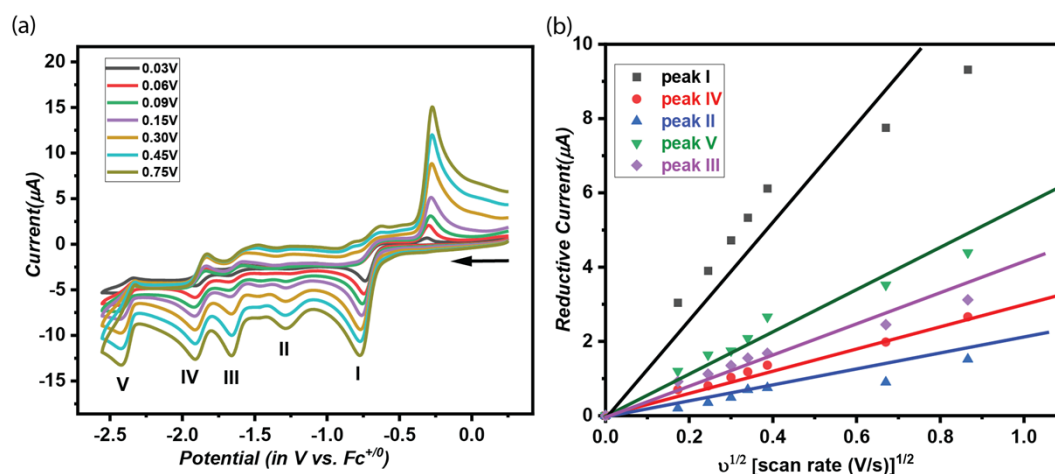 (a)
0.03V
0.06V
0.09V
0.15V
0.30V
0.45V
0.75V
20
15
10
5
0
-5
-10
-15
Current(μA)
V
IV
III
II
I
-2.5
-2.0
-1.5
-1.0
-0.5
0.0
Potential (in V vs. Fc+/0)
(b)
peak I
peak IV
peak II
peak V
peak III
10
8
6
4
2
0
Reductive Current(μA)
0.0
0.2
0.4
0.6
0.8
1.0
υ1/2 [scan rate (V/s)]1/2